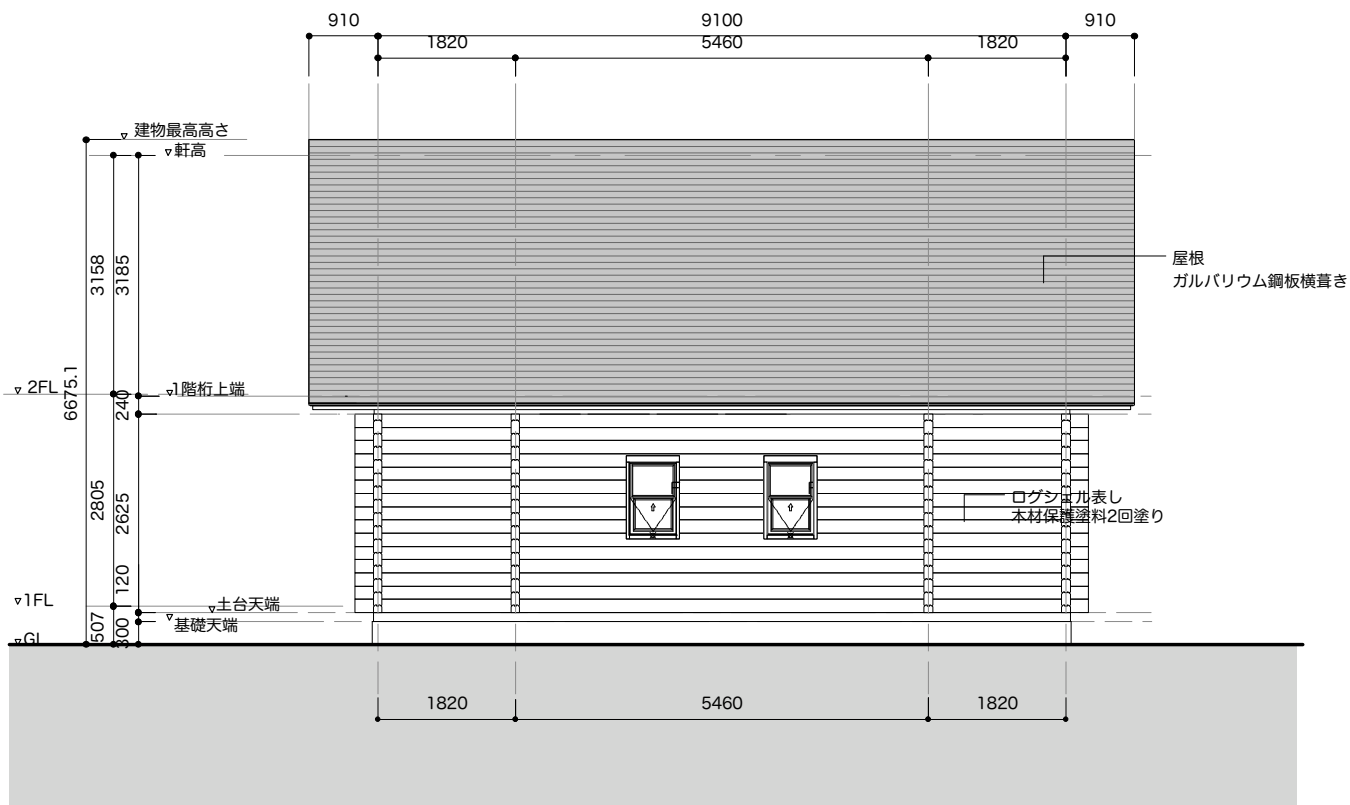 910
9100
910
1820
5460
1820
建物最高高さ
軒高
3158
3185
屋根
ガルバリウム鋼板横葺き
6675.1
2FL
1階桁上端
240
2805
2625
ログシェル表し
木材保護塗料2回塗り
120
1FL
土台天端
基礎天端
507
300
GL
1820
5460
1820